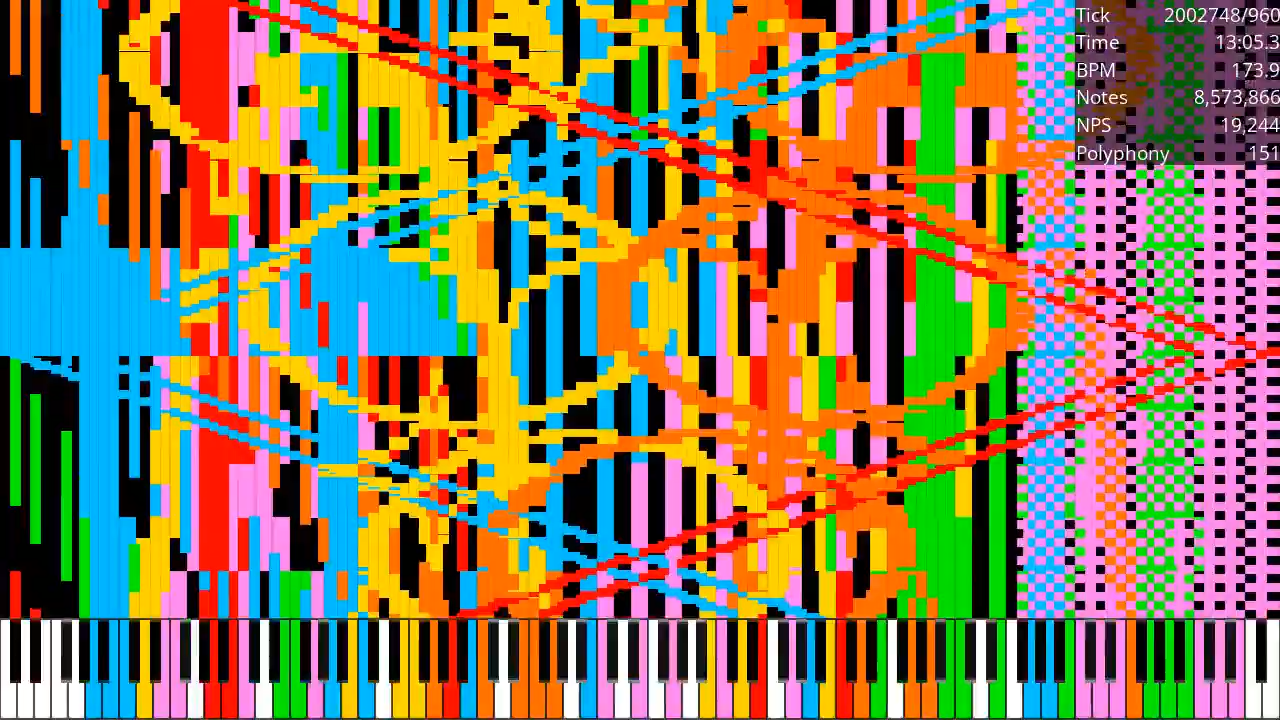 Tick 2002748/960
Time 13:05.3
BPM 173.9
Notes 8,573,866
NPS 19,244
Polyphony 151